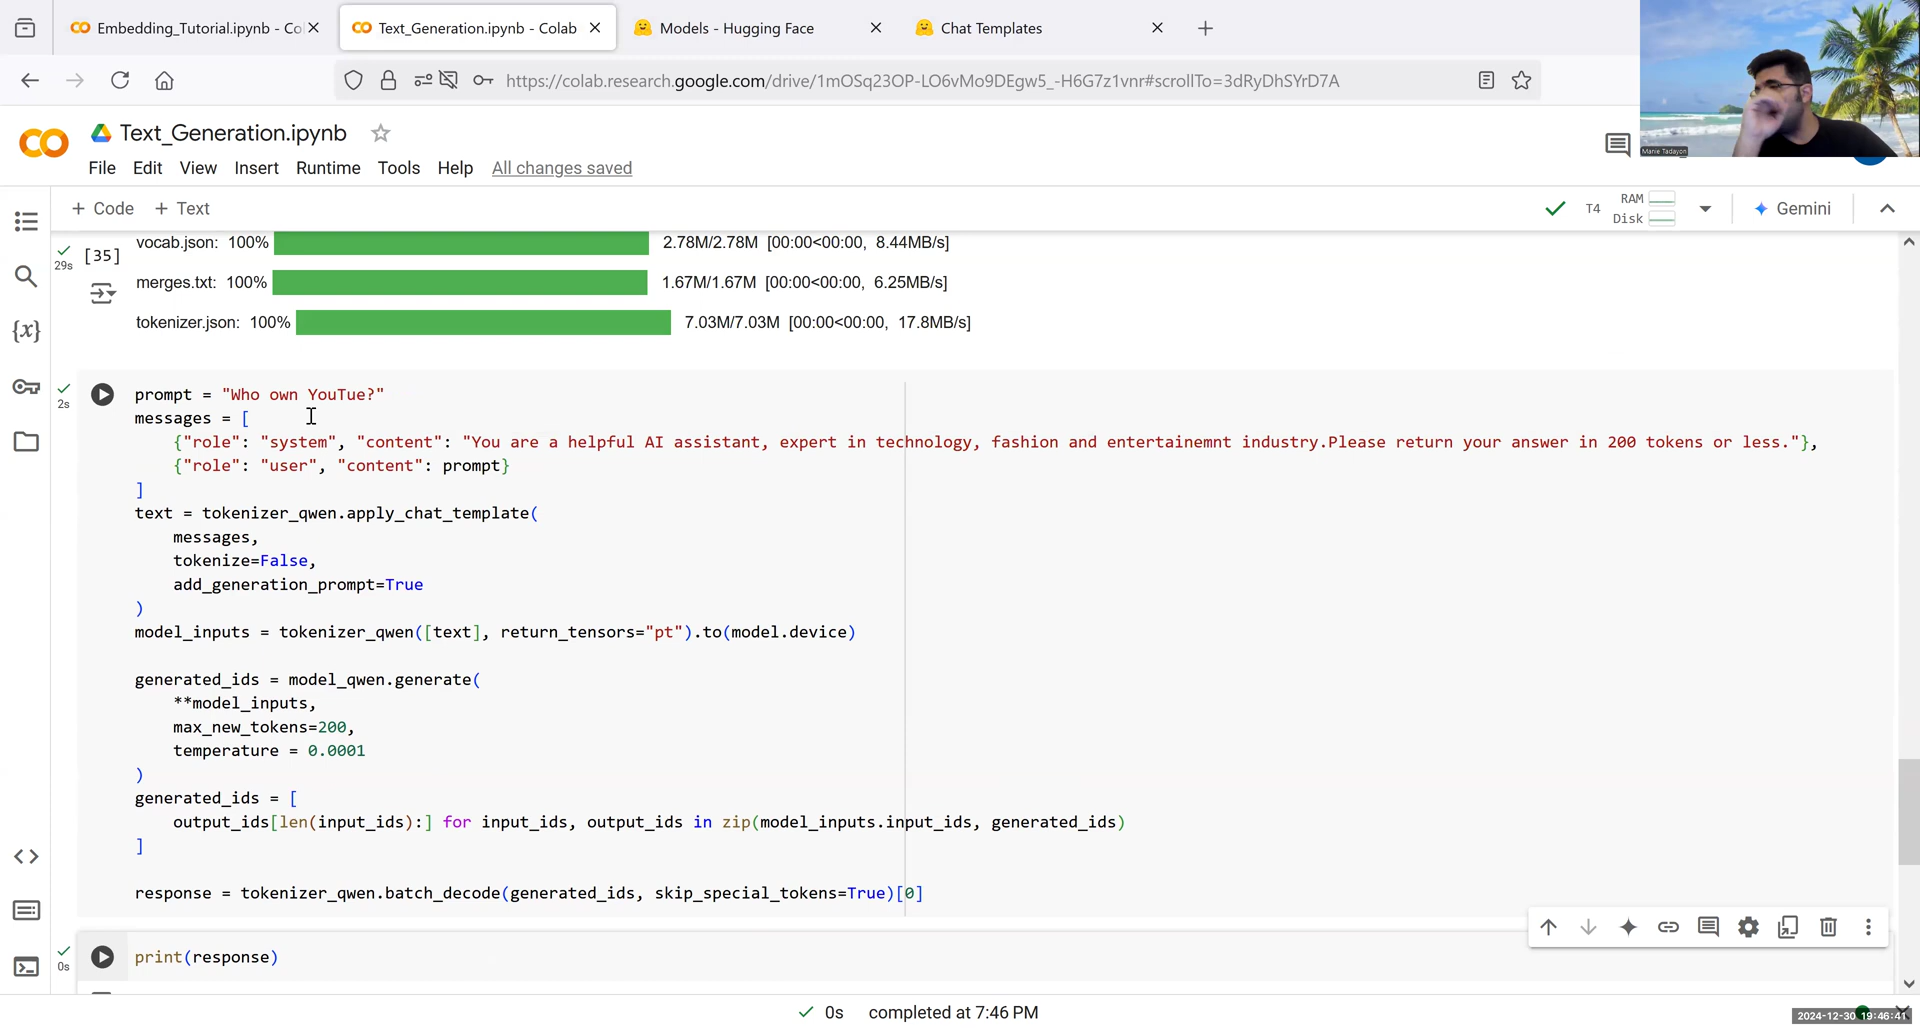 Embedding_Tutorial.ipynb - Co
Text_Generation.ipynb - Colab
Models - Hugging Face
Chat Templates
https://colab.research.google.com/drive/1mOSq23OP-LO6vMo9DEgw5_-H6G7z1vnr#scrollTo=3dRyDhSYrD7A
Marie Tadayon
Text_Generation.ipynb
File Edit View Insert Runtime Tools Help All changes saved
+ Code + Text
T4 RAM
Disk
Gemini
29s [35]
vocab.json: 100% 2.78M/2.78M [00:00<00:00, 8.44MB/s]
merges.txt: 100% 1.67M/1.67M [00:00<00:00, 6.25MB/s]
tokenizer.json: 100% 7.03M/7.03M [00:00<00:00, 17.8MB/s]
2s
prompt = "Who own YouTue?"
messages = [
{"role": "system", "content": "You are a helpful AI assistant, expert in technology, fashion and entertainemnt industry.Please return your answer in 200 tokens or less."},
{"role": "user", "content": prompt}
]
text = tokenizer_qwen.apply_chat_template(
messages,
tokenize=False,
add_generation_prompt=True
)
model_inputs = tokenizer_qwen([text], return_tensors="pt").to(model.device)
generated_ids = model_qwen.generate(
**model_inputs,
max_new_tokens=200,
temperature = 0.0001
)
generated_ids = [
output_ids[len(input_ids):] for input_ids, output_ids in zip(model_inputs.input_ids, generated_ids)
]
response = tokenizer_qwen.batch_decode(generated_ids, skip_special_tokens=True)[0]
0s
print(response)
0s completed at 7:46 PM
2024-12-30 19:46:41